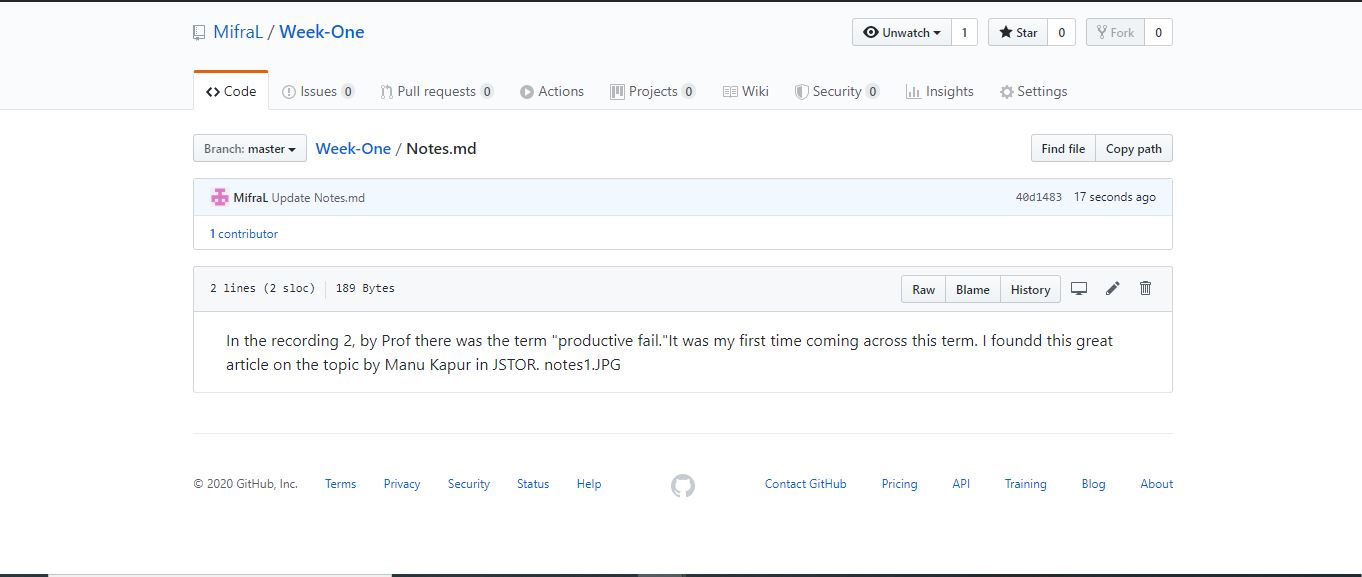 MifraL / Week-One
Unwatch 1
Star 0
Fork 0
Code
Issues 0
Pull requests 0
Actions
Projects 0
Wiki
Security 0
Insights
Settings
Branch: master
Week-One / Notes.md
Find file
Copy path
MifraL Update Notes.md
40d1483 17 seconds ago
1 contributor
2 lines (2 sloc) 189 Bytes
Raw
Blame
History
In the recording 2, by Prof there was the term "productive fail."It was my first time coming across this term. I foundd this great
article on the topic by Manu Kapur in JSTOR. notes1.JPG
© 2020 GitHub, Inc.
Terms
Privacy
Security
Status
Help
Contact GitHub
Pricing
API
Training
Blog
About